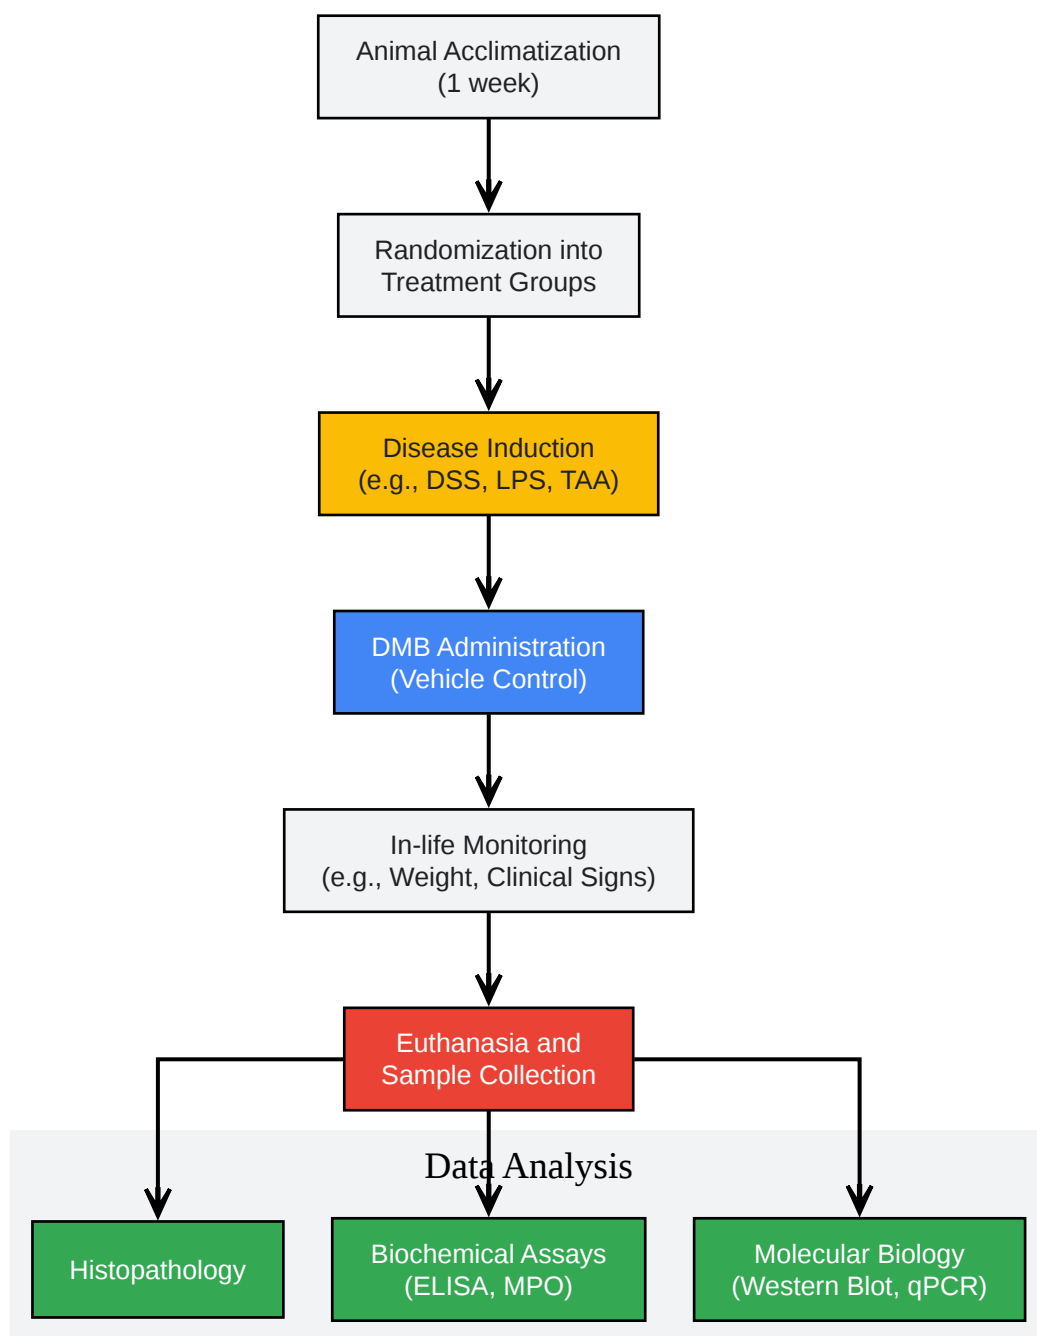 Animal Acclimatization
(1 week)
Randomization into
Treatment Groups
Disease Induction
(e.g., DSS, LPS, TAA)
DMB Administration
(Vehicle Control)
In-life Monitoring
(e.g., Weight, Clinical Signs)
Euthanasia and
Sample Collection
Data Analysis
Histopathology
Biochemical Assays
(ELISA, MPO)
Molecular Biology
(Western Blot, qPCR)